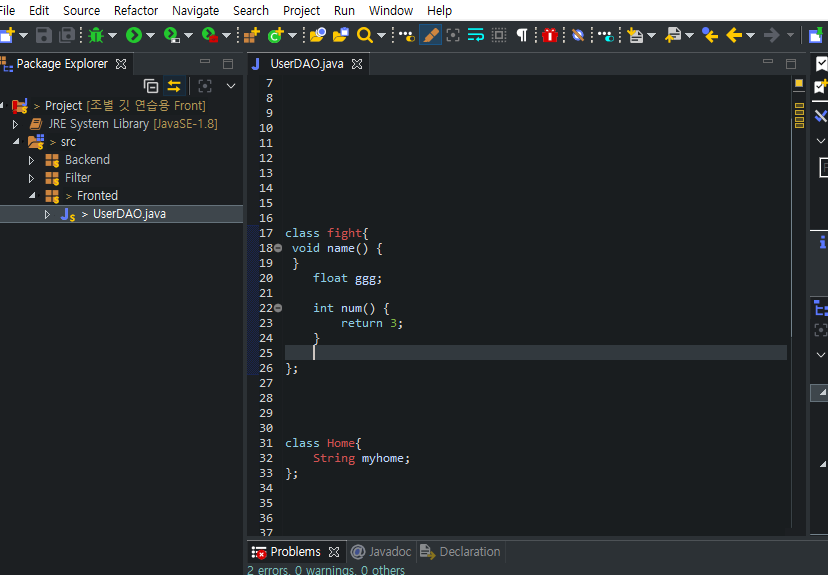 File Edit Source Refactor Navigate Search Project Run Window Help
Package Explorer
> Project [조별 깃 연습용 Front]
JRE System Library [JavaSE-1.8]
> src
Backend
Filter
> Fronted
> UserDAO.java
UserDAO.java
7
8
9
10
11
12
13
14
15
16
17 class fight{
18 void name() {
19 }
20 float ggg;
21
22 int num() {
23 return 3;
24 }
25
26 };
27
28
29
30
31 class Home{
32 String myhome;
33 };
34
35
36
37
Problems @ Javadoc Declaration
2 errors, 0 warnings, 0 others